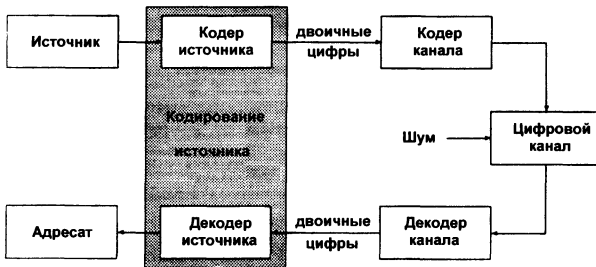 Источник
Кодер
источника
двоичные
цифры
Кодер
канала
Кодирование
источника
Шум
Цифровой
канал
Адресат
Декодер
источника
двоичные
цифры
Декодер
канала